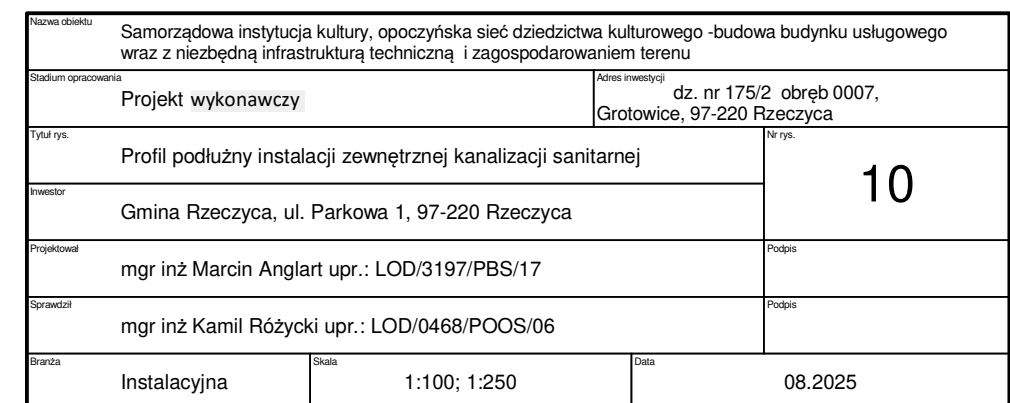 Nazwa obiektu
Samorządowa instytucja kultury, opoczyńska sieć dziedzictwa kulturowego -budowa budynku usługowego
wraz z niezbędną infrastrukturą techniczną i zagospodarowaniem terenu
Stadium opracowania
Projekt wykonawczy
Adres inwestycji
dz. nr 175/2 obręb 0007,
Grotowice, 97-220 Rzeczyca
Tytuł rys.
Profil podłużny instalacji zewnętrznej kanalizacji sanitarnej
Nr rys.
10
Inwestor
Gmina Rzeczyca, ul. Parkowa 1, 97-220 Rzeczyca
Projektował
mgr inż Marcin Anglart upr.: LOD/3197/PBS/17
Podpis
Sprawdził
mgr inż Kamil Różycki upr.: LOD/0468/POOS/06
Podpis
Branża
Instalacyjna
Skala
1:100; 1:250
Data
08.2025